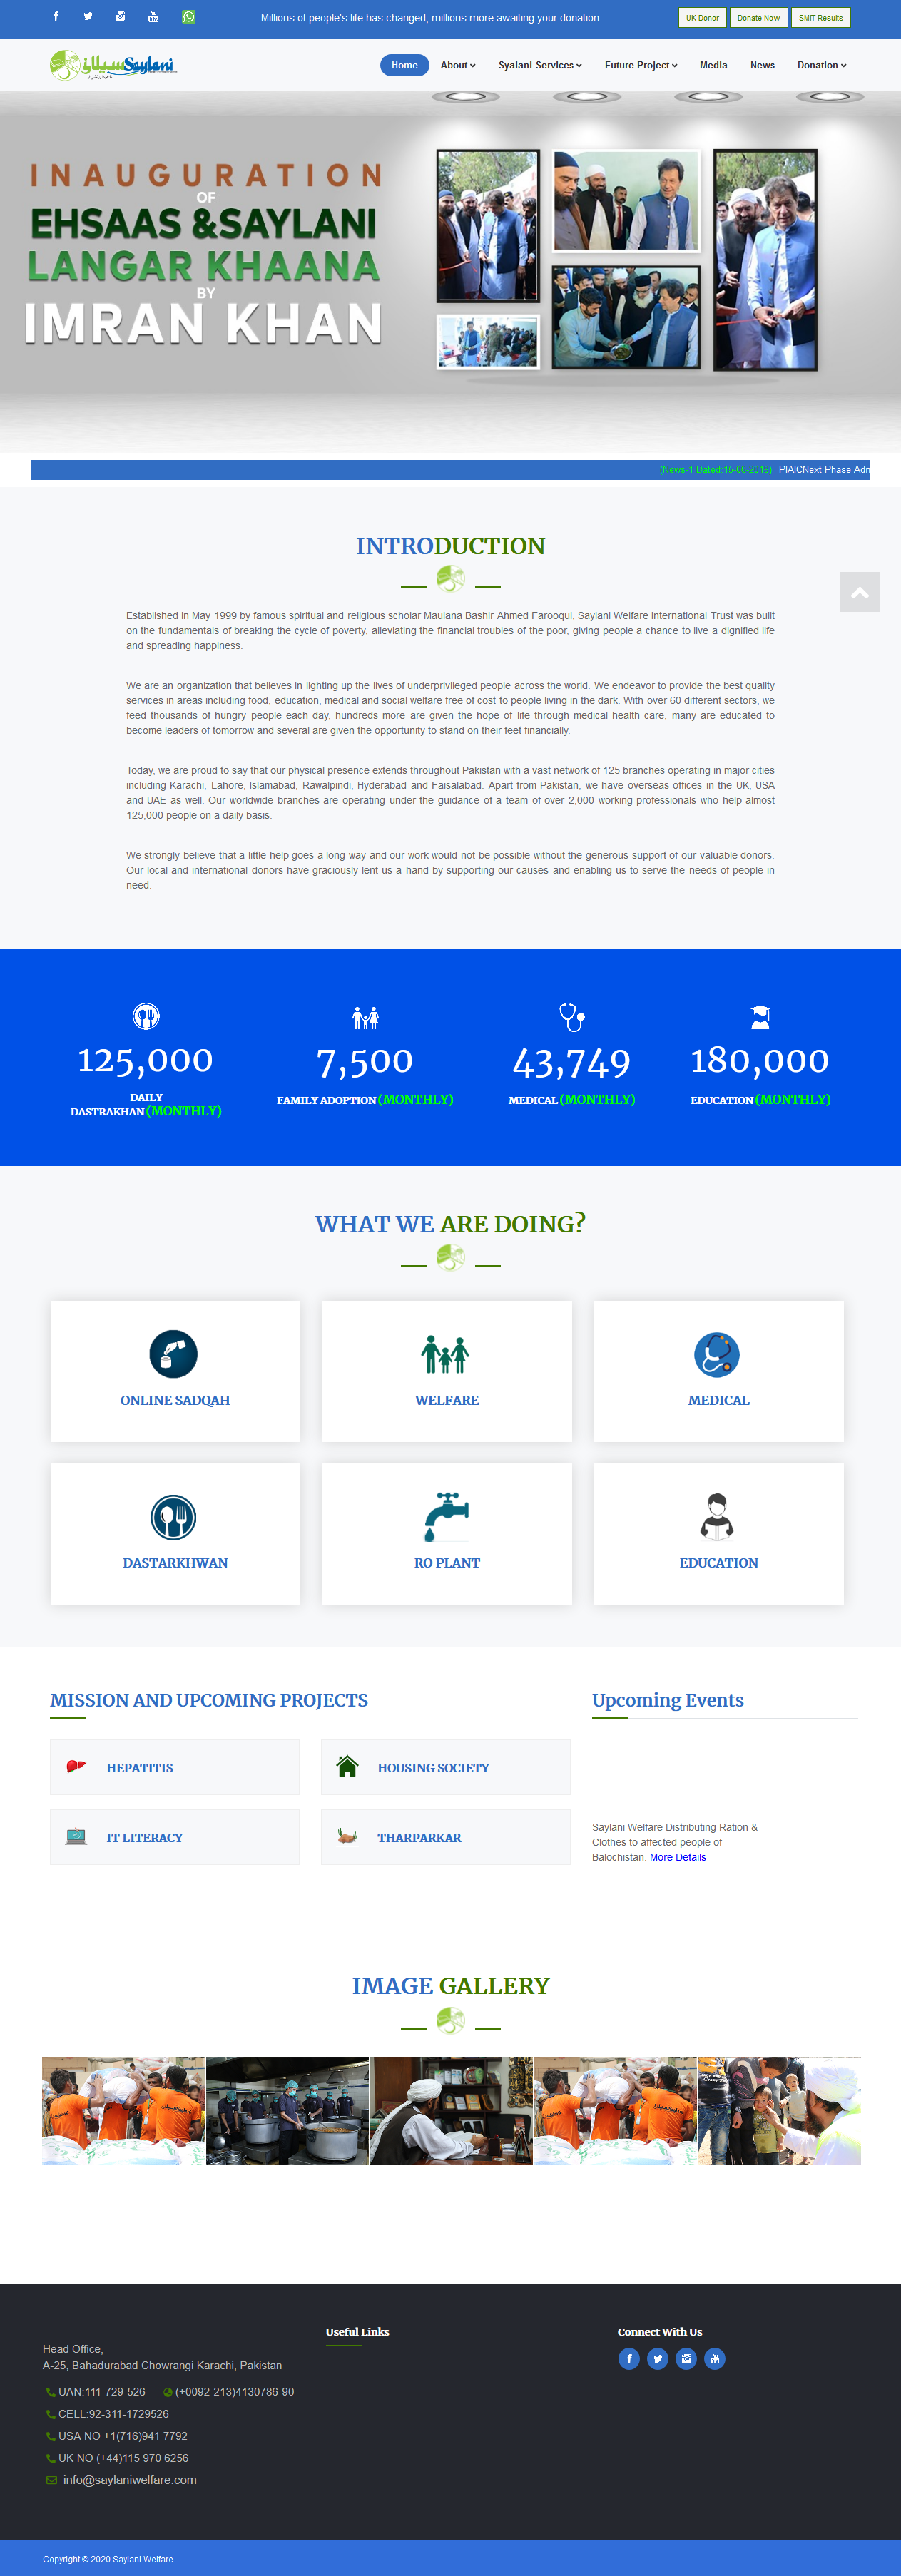 Millions of people's life has changed, millions more awaiting your donation
UK Donor
Donate Now
SMIT Results
سیلانی Saylani
Home
About
Syalani Services
Future Project
Media
News
Donation
INAUGURATION
OF
EHSAAS &SAYLANI
LANGAR KHAANA
BY
IMRAN KHAN
(News-1 Dated:15-06-2019) PIAICNext Phase Adm
INTRODUCTION
Established in May 1999 by famous spiritual and religious scholar Maulana Bashir Ahmed Farooqui, Saylani Welfare International Trust was built
on the fundamentals of breaking the cycle of poverty, alleviating the financial troubles of the poor, giving people a chance to live a dignified life
and spreading happiness.
We are an organization that believes in lighting up the lives of underprivileged people across the world. We endeavor to provide the best quality
services in areas including food, education, medical and social welfare free of cost to people living in the dark. With over 60 different sectors, we
feed thousands of hungry people each day, hundreds more are given the hope of life through medical health care, many are educated to
become leaders of tomorrow and several are given the opportunity to stand on their feet financially.
Today, we are proud to say that our physical presence extends throughout Pakistan with a vast network of 125 branches operating in major cities
including Karachi, Lahore, Islamabad, Rawalpindi, Hyderabad and Faisalabad. Apart from Pakistan, we have overseas offices in the UK, USA
and UAE as well. Our worldwide branches are operating under the guidance of a team of over 2,000 working professionals who help almost
125,000 people on a daily basis.
We strongly believe that a little help goes a long way and our work would not be possible without the generous support of our valuable donors.
Our local and international donors have graciously lent us a hand by supporting our causes and enabling us to serve the needs of people in
need.
125,000
DAILY
DASTRAKHAN (MONTHLY)
7,500
FAMILY ADOPTION (MONTHLY)
43,749
MEDICAL (MONTHLY)
180,000
EDUCATION (MONTHLY)
WHAT WE ARE DOING?
ONLINE SADQAH
WELFARE
MEDICAL
DASTARKHWAN
RO PLANT
EDUCATION
MISSION AND UPCOMING PROJECTS
HEPATITIS
HOUSING SOCIETY
IT LITERACY
THARPARKAR
Upcoming Events
Saylani Welfare Distributing Ration &
Clothes to affected people of
Balochistan. More Details
IMAGE GALLERY
Head Office,
A-25, Bahadurabad Chowrangi Karachi, Pakistan
UAN:111-729-526 (+0092-213)4130786-90
CELL:92-311-1729526
USA NO +1(716)941 7792
UK NO (+44)115 970 6256
info@saylaniwelfare.com
Useful Links
Connect With Us
Copyright © 2020 Saylani Welfare